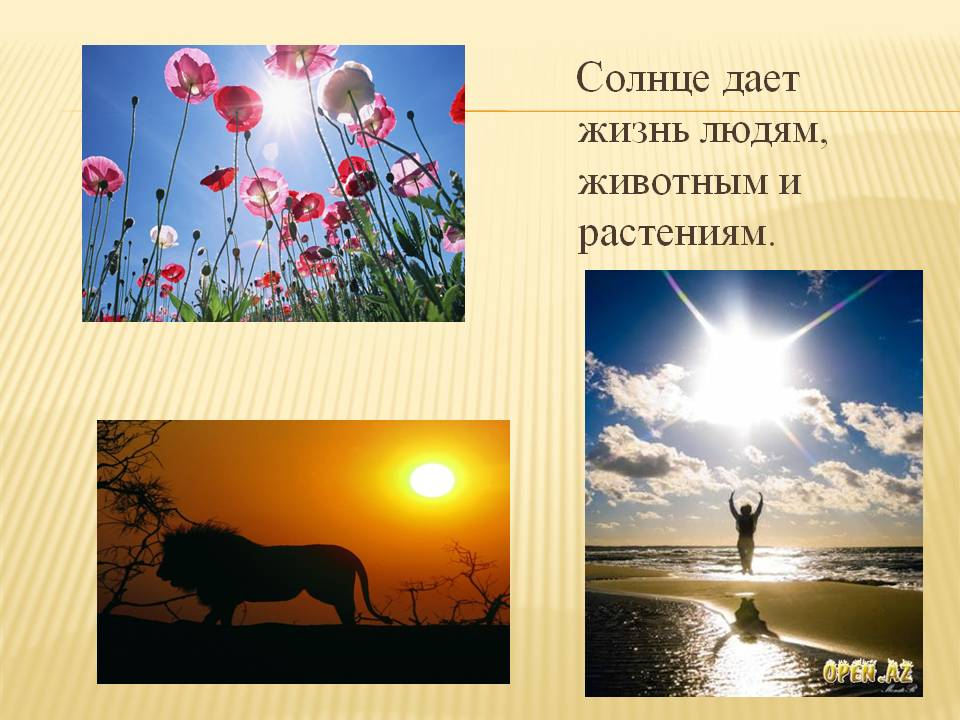 Солнце дает
жизнь людям,
животным и
растениям.
OPEN.AZ